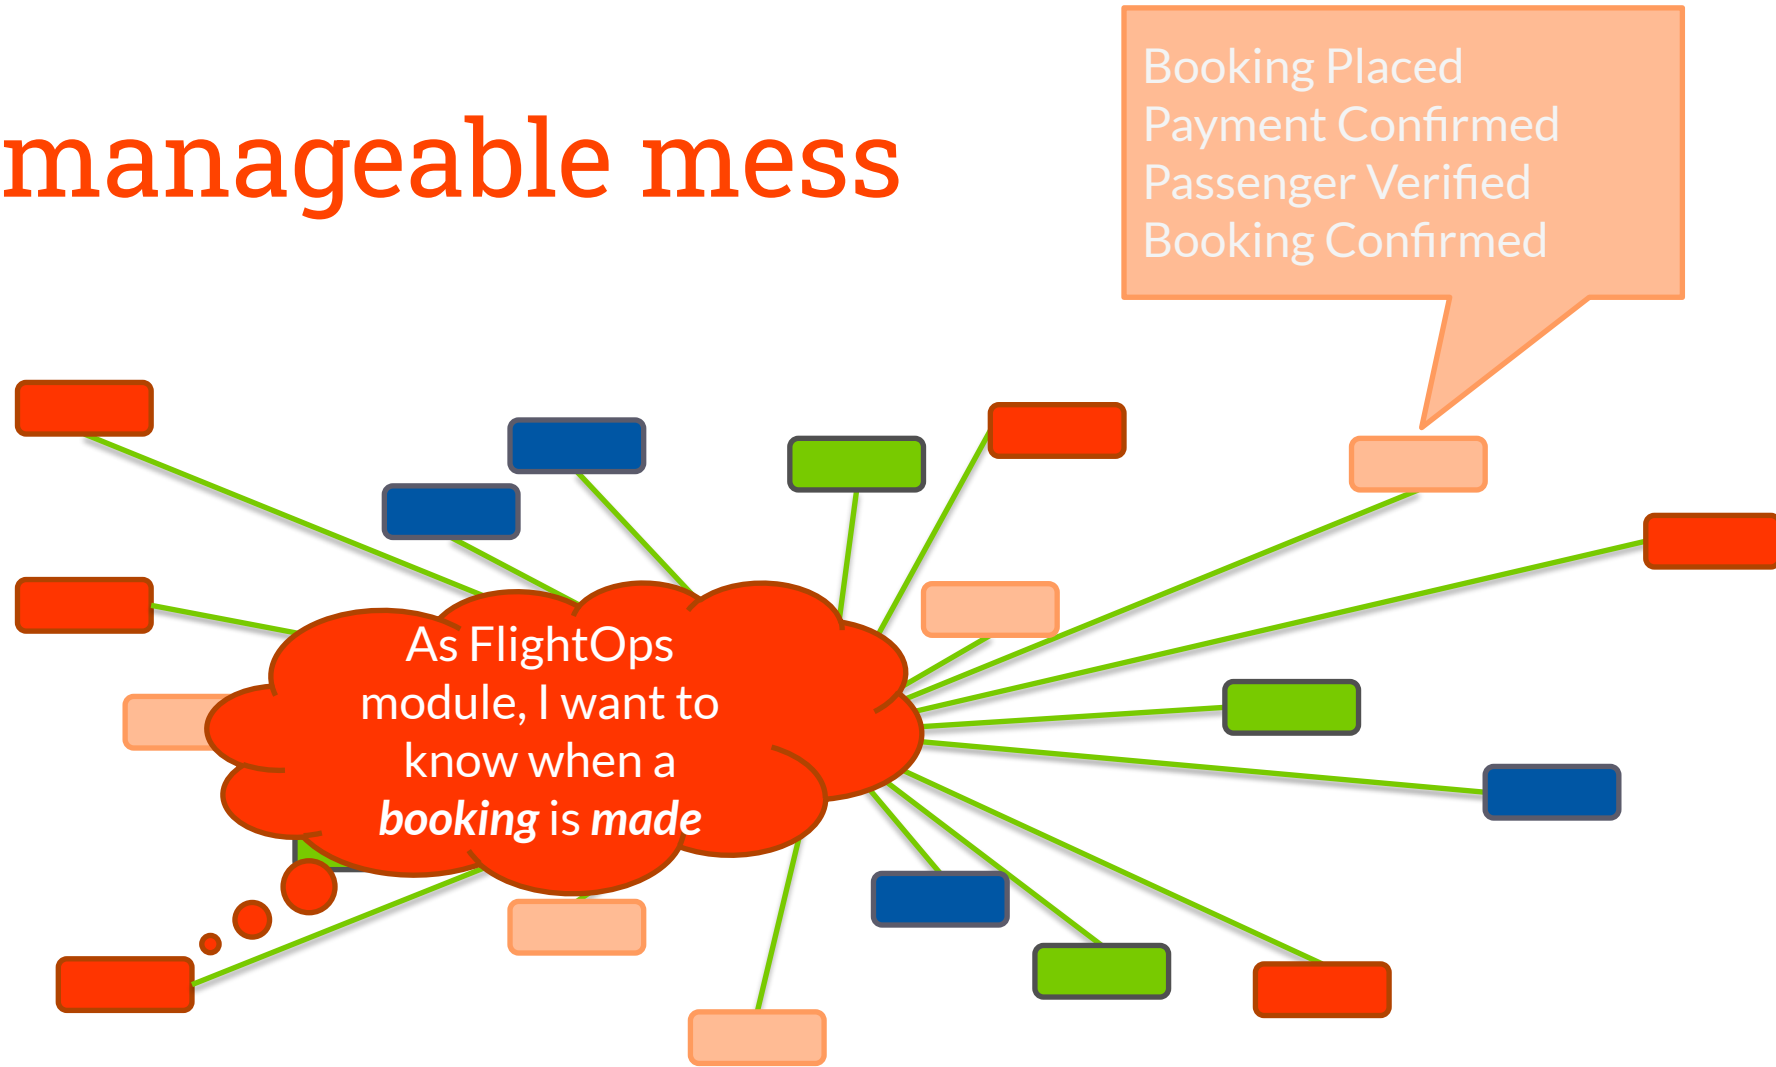 manageable mess
Booking Placed
Payment Confirmed
Passenger Verified
Booking Confirmed
As FlightOps
module, I want to
know when a
booking is made